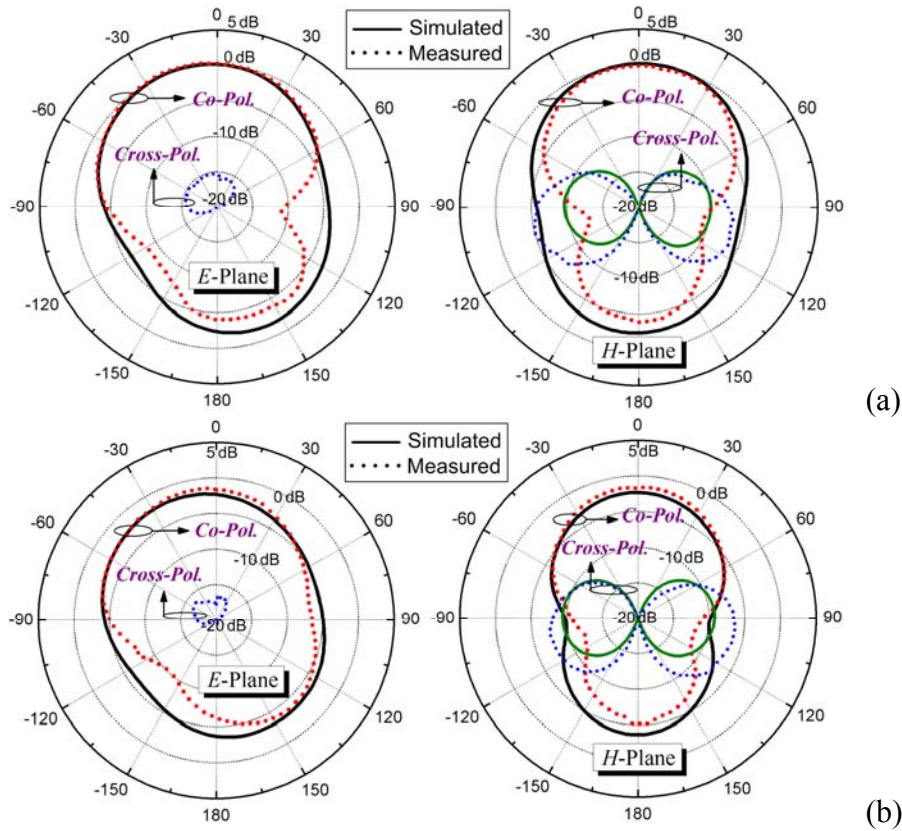 0
5 dB
30
60
90
120
150
180
-150
-120
-90
-60
-30
0 dB
-10 dB
-20 dB
Co-Pol.
Cross-Pol.
E-Plane
Simulated
Measured
0
5 dB
30
60
90
120
150
180
-150
-120
-90
-60
-30
0 dB
Co-Pol.
Cross-Pol.
-20 dB
-10 dB
H-Plane
(a)
0
5 dB
30
60
90
120
150
180
-150
-120
-90
-60
-30
0 dB
Co-Pol.
-10 dB
Cross-Pol.
-20 dB
E-Plane
Simulated
Measured
0
5 dB
30
60
90
120
150
180
-150
-120
-90
-60
-30
0 dB
Co-Pol.
Cross-Pol.
-10 dB
-20 dB
H-Plane
(b)